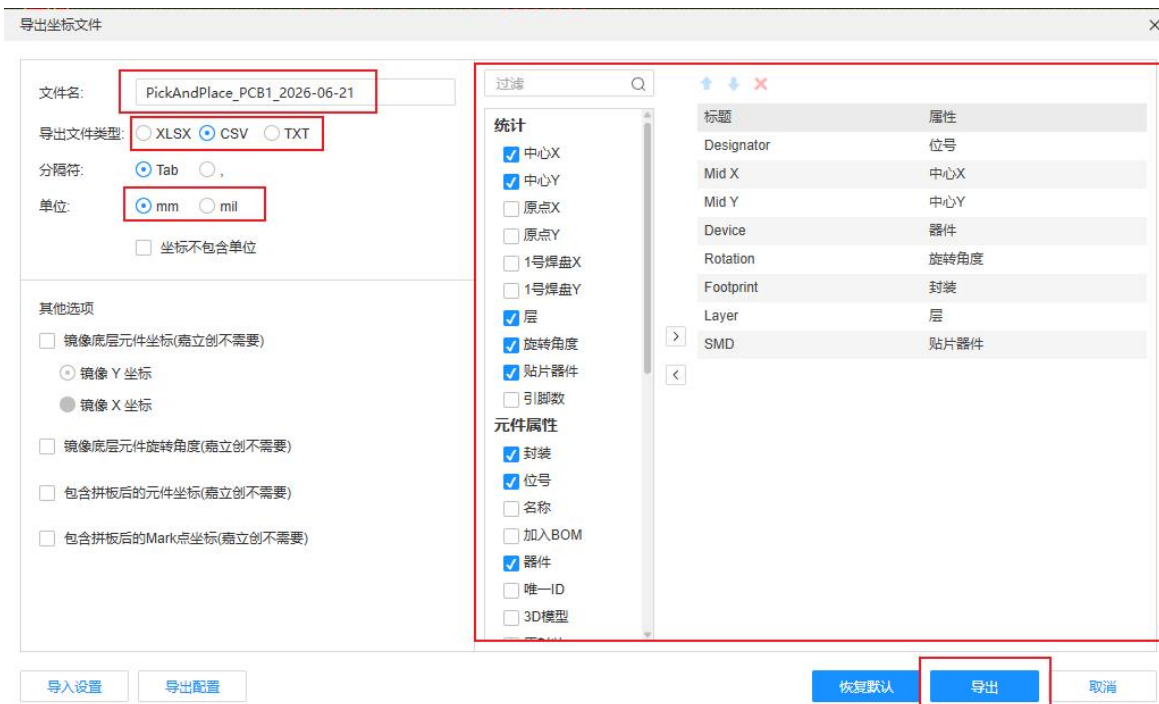 导出坐标文件
文件名: PickAndPlace_PCB1_2026-06-21
导出文件类型: XLSX CSV TXT
分隔符: Tab ,
单位: mm mil
坐标不包含单位
其他选项
镜像底层元件坐标(嘉立创不需要)
镜像 Y 坐标
镜像 X 坐标
镜像底层元件旋转角度(嘉立创不需要)
包含拼板后的元件坐标(嘉立创不需要)
包含拼板后的Mark点坐标(嘉立创不需要)
过滤
统计
中心X
中心Y
原点X
原点Y
1号焊盘X
1号焊盘Y
层
旋转角度
贴片器件
引脚数
元件属性
封装
位号
名称
加入BOM
器件
唯一ID
3D模型
标题 属性
Designator 位号
Mid X 中心X
Mid Y 中心Y
Device 器件
Rotation 旋转角度
Footprint 封装
Layer 层
SMD 贴片器件
导入设置 导出配置 恢复默认 导出 取消